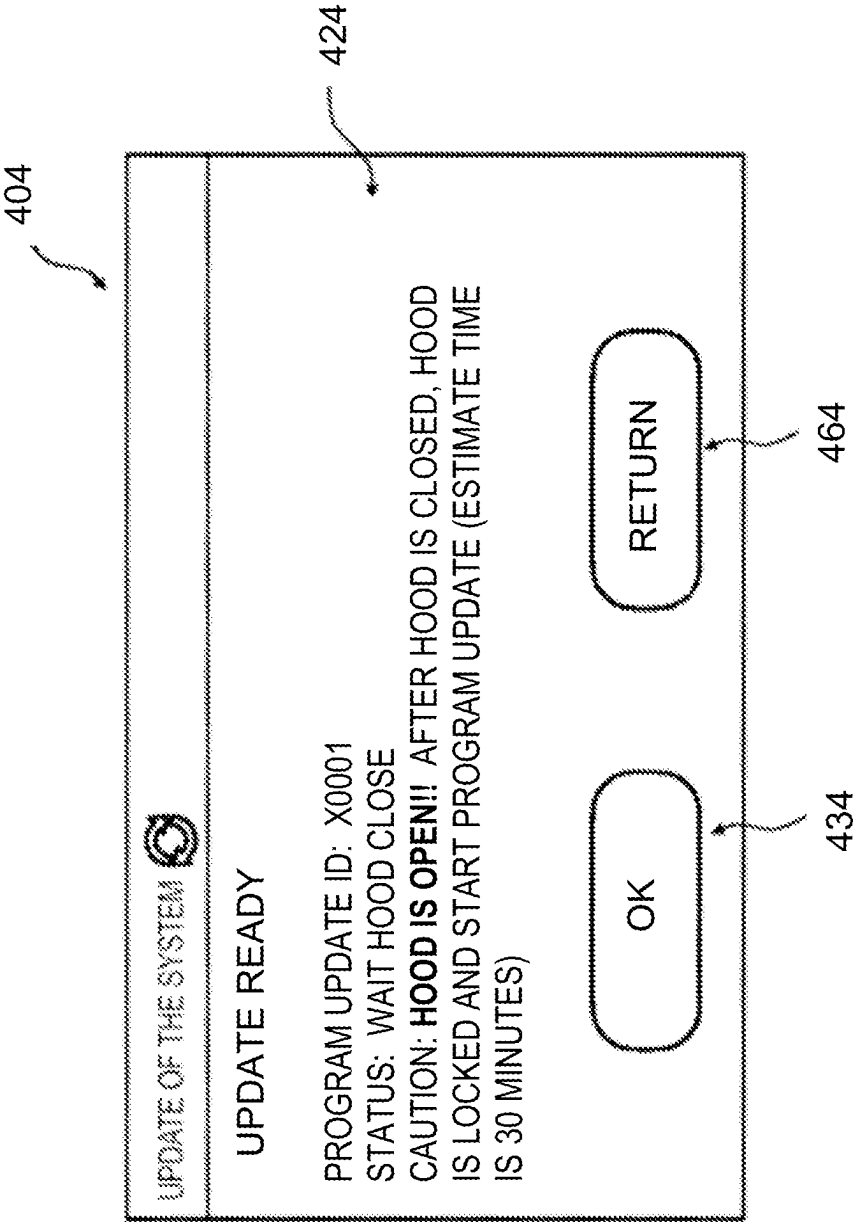 404
UPDATE OF THE SYSTEM
424
UPDATE READY
PROGRAM UPDATE ID: X0001
STATUS: WAIT HOOD CLOSE
CAUTION: HOOD IS OPEN!! AFTER HOOD IS CLOSED, HOOD
IS LOCKED AND START PROGRAM UPDATE (ESTIMATE TIME
IS 30 MINUTES)
OK
RETURN
434
464